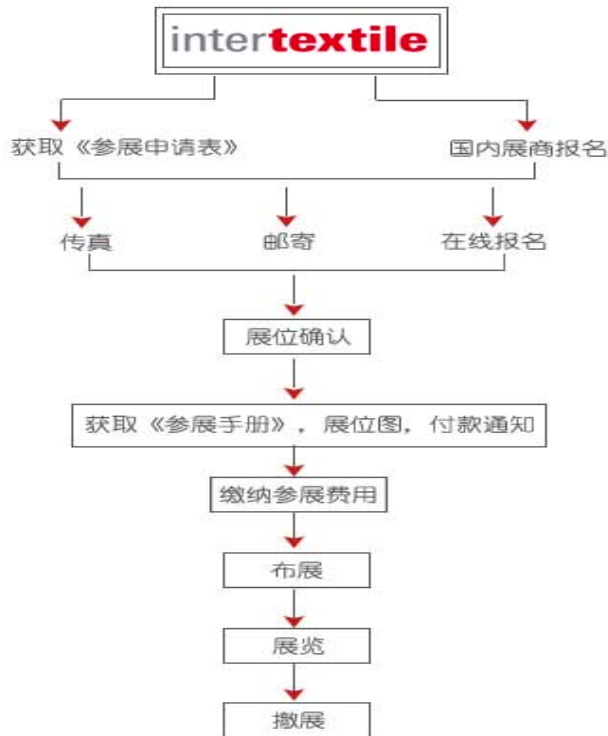 intertextile
获取《参展申请表》
国内展商报名
传真
邮寄
在线报名
展位确认
获取《参展手册》，展位图，付款通知
缴纳参展费用
布展
展览
撤展